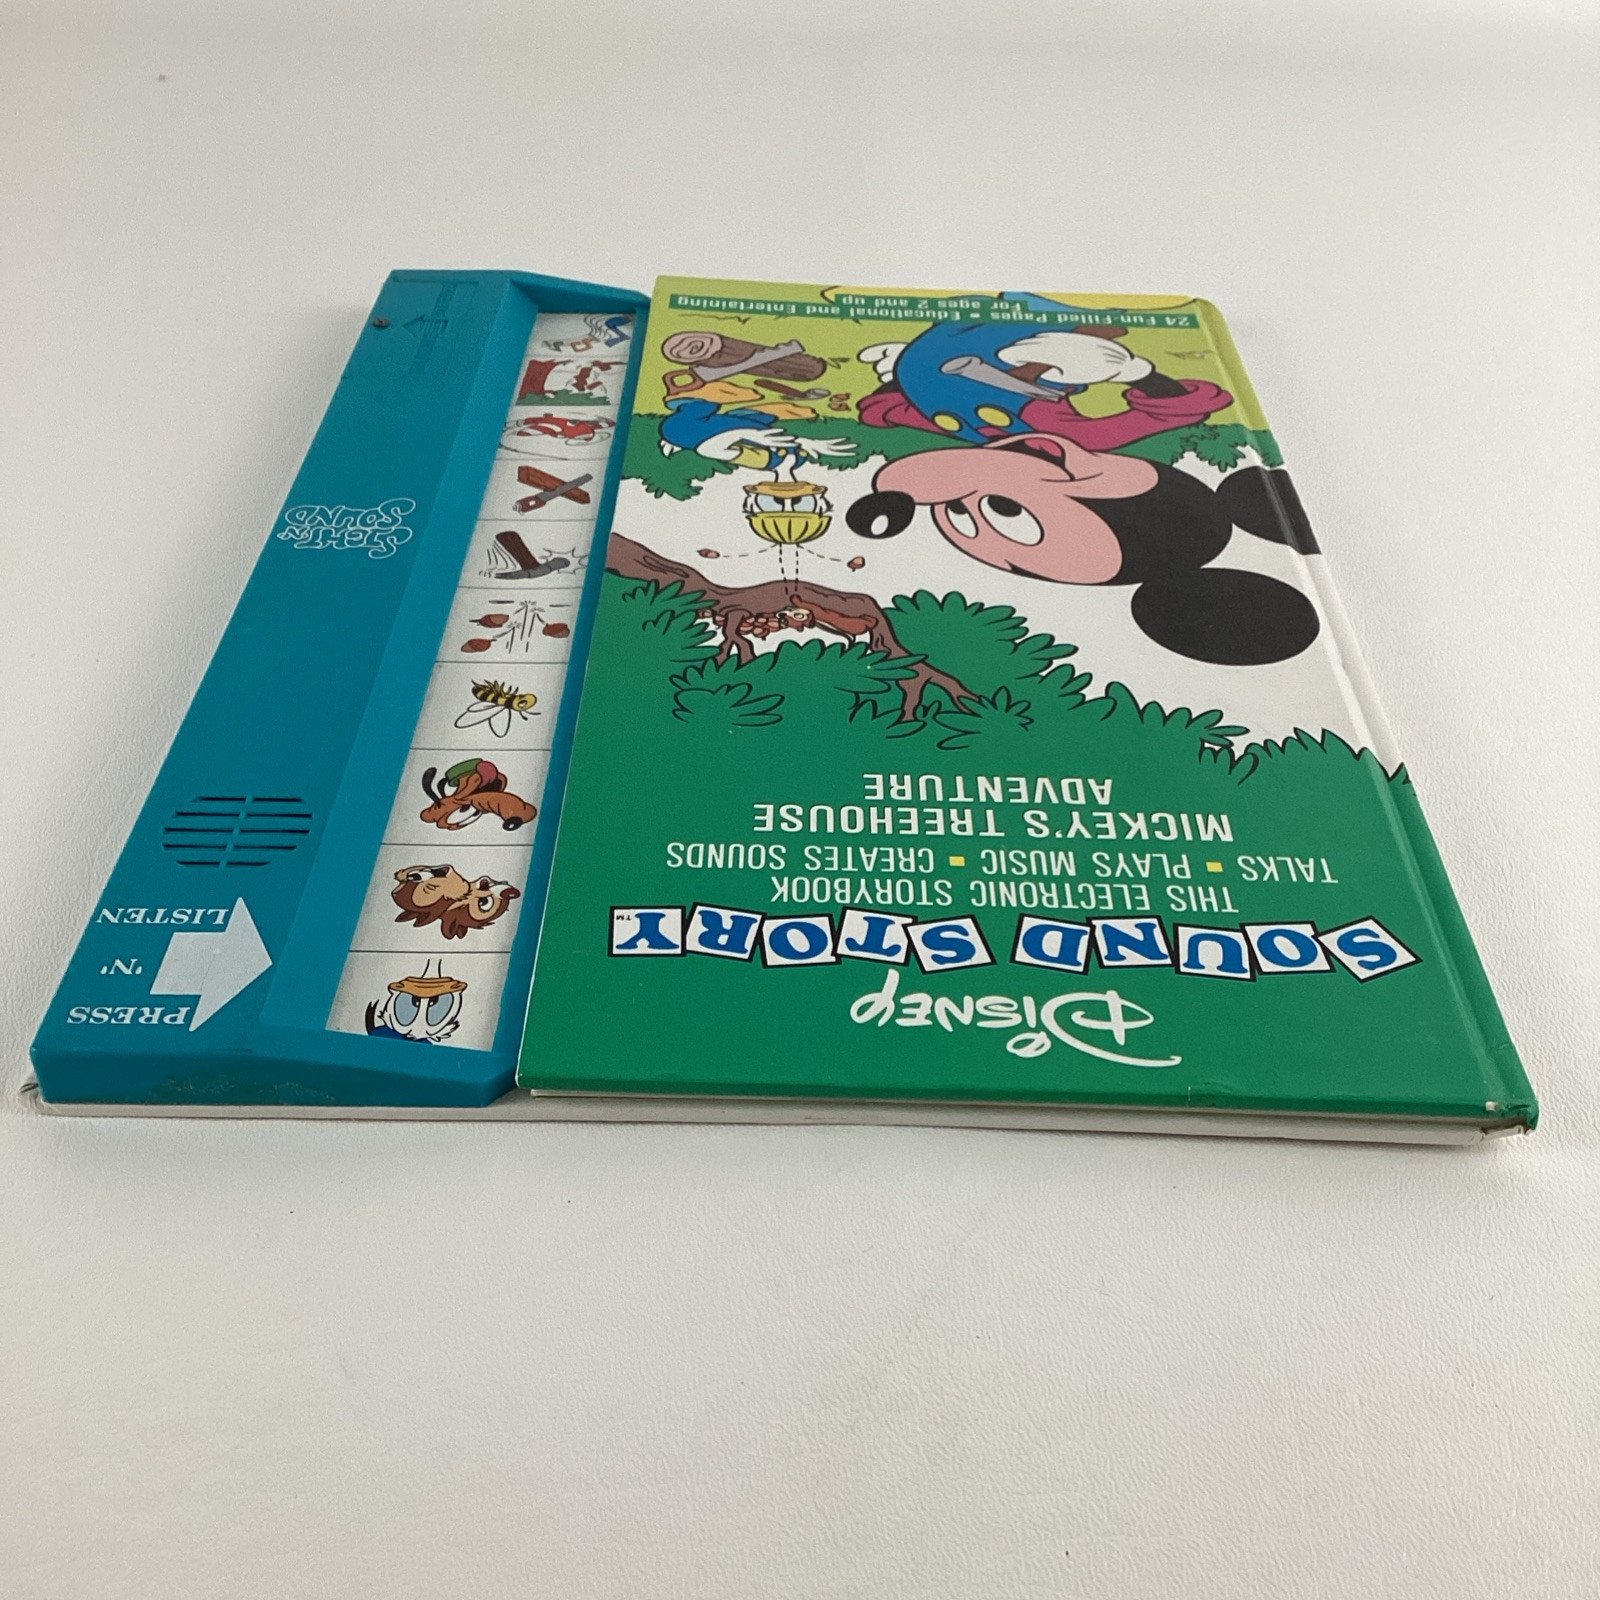 DISNEY
SOUND STORY™
THIS ELECTRONIC STORYBOOK
TALKS ▪ PLAYS MUSIC ▪ CREATES SOUNDS
MICKEY'S TREEHOUSE
ADVENTURE
24 Fun-Filled Pages ▪ Educational and Entertaining
For ages 2 and up
PRESS
'N'
LISTEN
SIGHT N'
SOUND